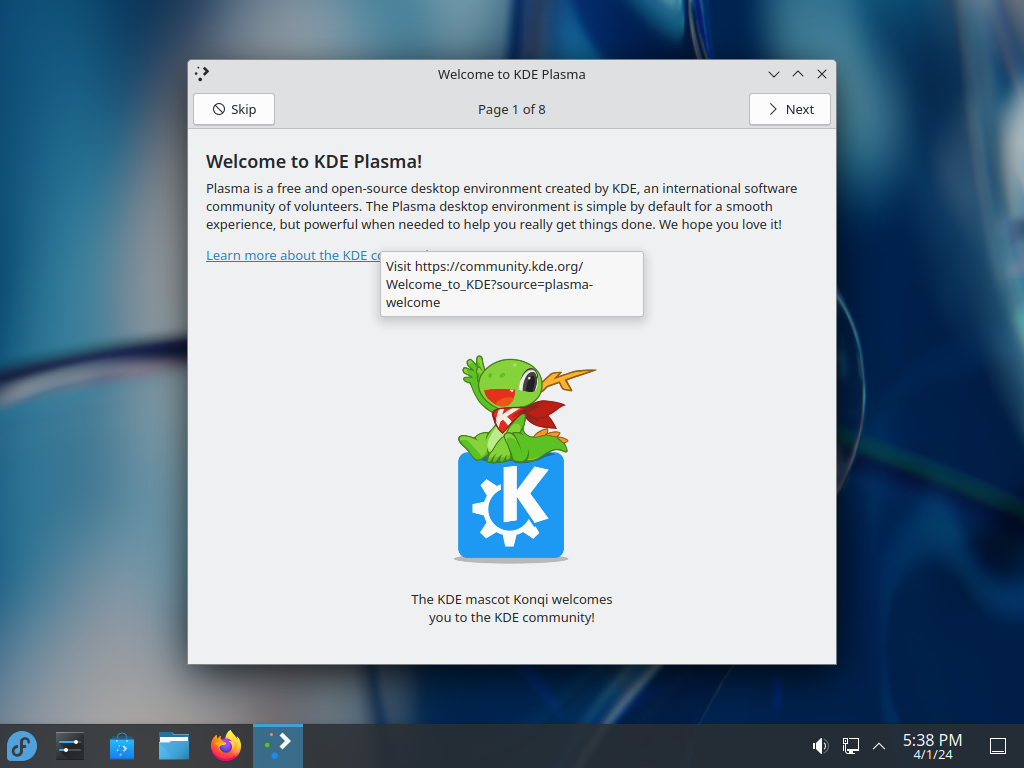 Welcome to KDE Plasma
Skip
Page 1 of 8
Next
Welcome to KDE Plasma!
Plasma is a free and open-source desktop environment created by KDE, an international software
community of volunteers. The Plasma desktop environment is simple by default for a smooth
experience, but powerful when needed to help you really get things done. We hope you love it!
Learn more about the KDE
Visit https://community.kde.org/
Welcome_to_KDE?source=plasma-
welcome
K
K
The KDE mascot Konqi welcomes
you to the KDE community!
5:38 PM
4/1/24